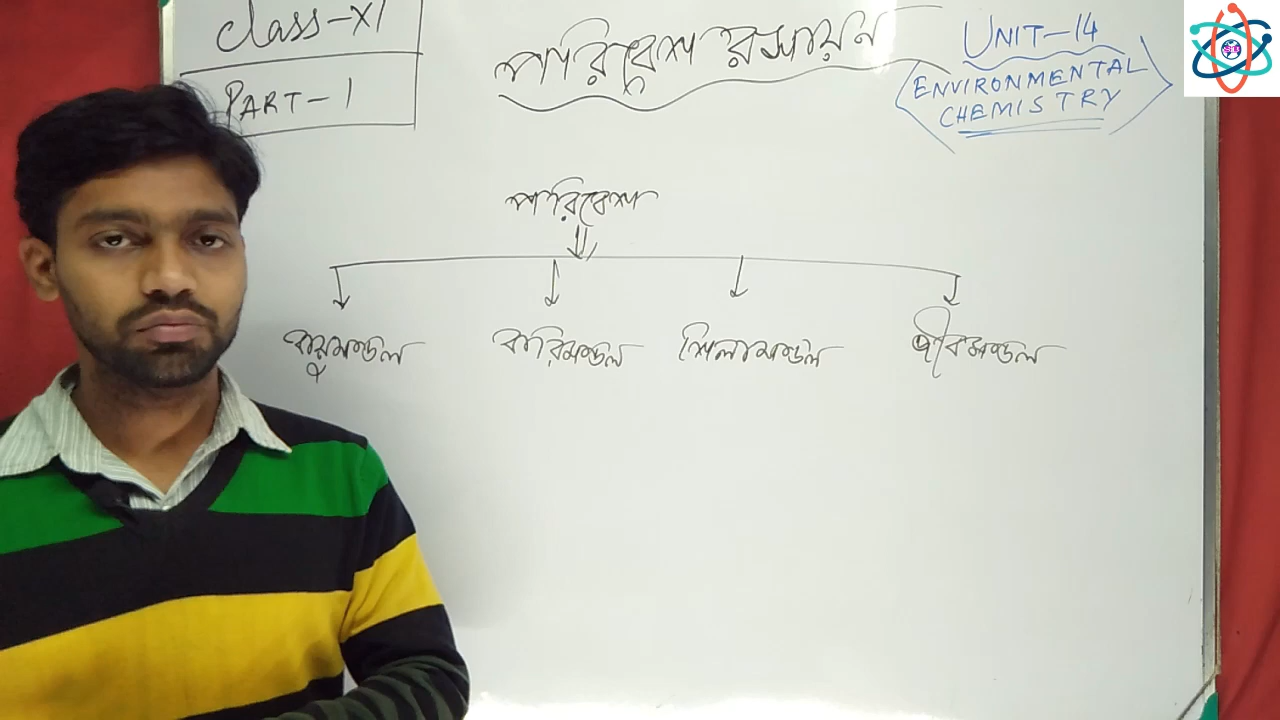 Class-XI
PART-1
পরিবেশ রসায়ন
UNIT-14
ENVIRONMENTAL
CHEMISTRY
পরিবেশ
বায়ুমণ্ডল বারিমণ্ডল শিলামণ্ডল জীবমণ্ডল